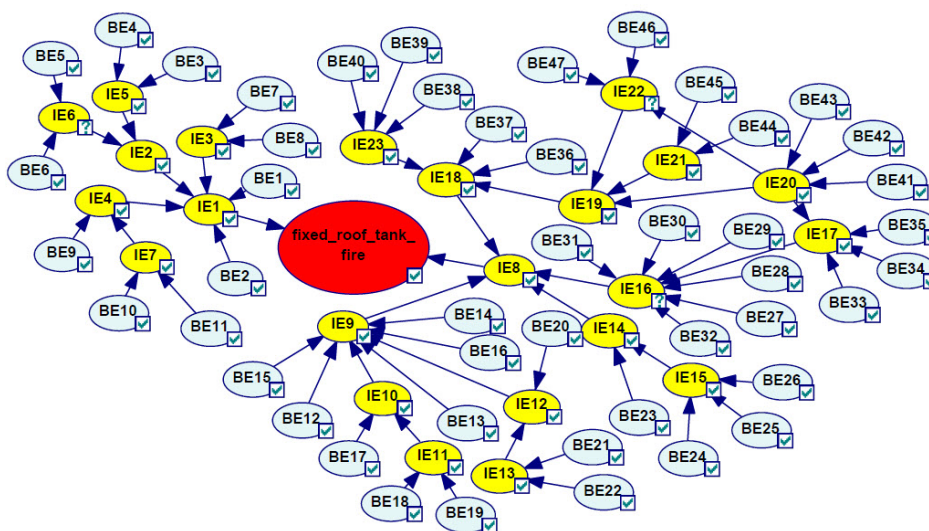 BE46
BE4
BE39
BE5
BE40
BE47
BE3
BE45
IE5
IE22
BE7
BE38
BE43
IE6
BE37
BE44
IE3
IE23
BE42
BE8
IE2
IE21
BE6
BE36
BE1
IE18
IE20
BE41
IE4
IE1
IE19
BE30
BE35
fixed_roof_tank_
fire
BE29
IE17
BE31
BE9
IE7
BE2
IE8
BE28
BE34
IE16
BE33
BE10
BE14
BE27
BE11
IE9
BE20
IE14
BE32
BE16
BE15
IE15
BE26
IE10
IE12
BE12
BE13
BE23
BE25
BE21
BE17
IE11
BE24
IE13
BE22
BE18
BE19